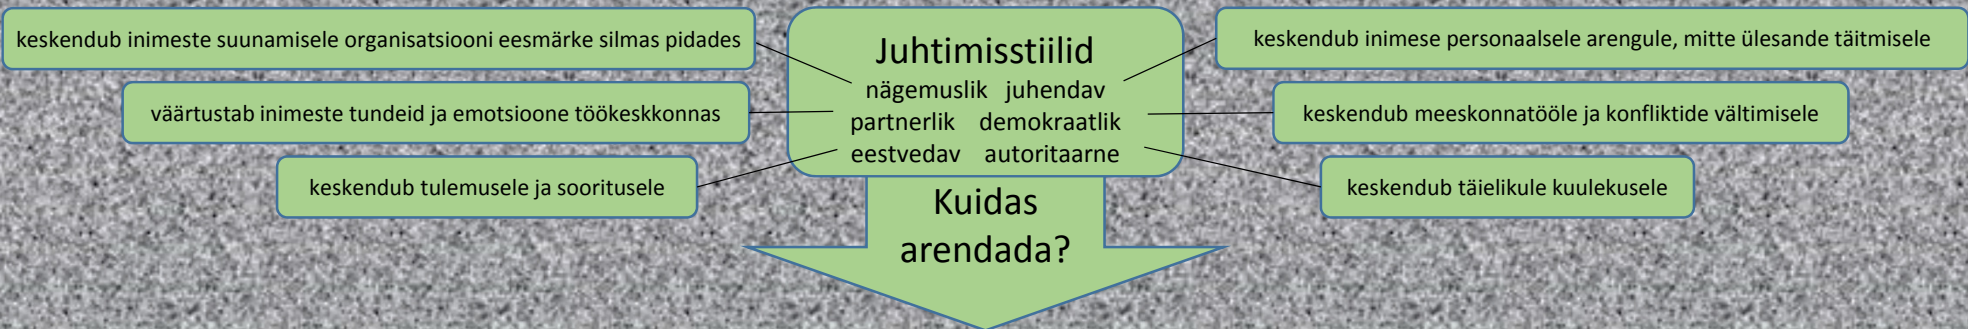 keskendub inimeste suunamisele organisatsiooni eesmärke silmas pidades
väärtustab inimeste tundeid ja emotsioone töökeskkonnas
keskendub tulemusele ja sooritusele
Juhtimisstiilid
nägemuslik juhendav
partnerlik demokraatlik
eestvedav autoritaarne
keskendub inimese personaalsele arengule, mitte ülesande täitmisele
keskendub meeskonnatööle ja konfliktide vältimisele
keskendub täielikule kuulekusele
Kuidas
arendada?